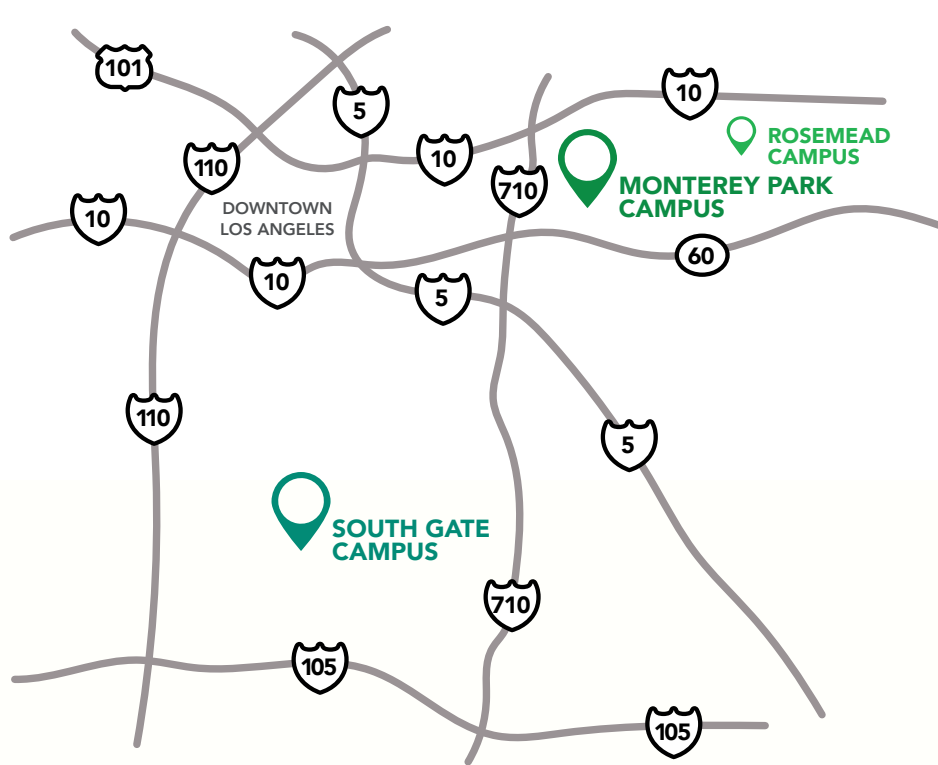 101
5
10
10
ROSEMEAD
CAMPUS
110
710
MONTEREY PARK
CAMPUS
10
DOWNTOWN
LOS ANGELES
60
10
5
110
5
SOUTH GATE
CAMPUS
710
105
105